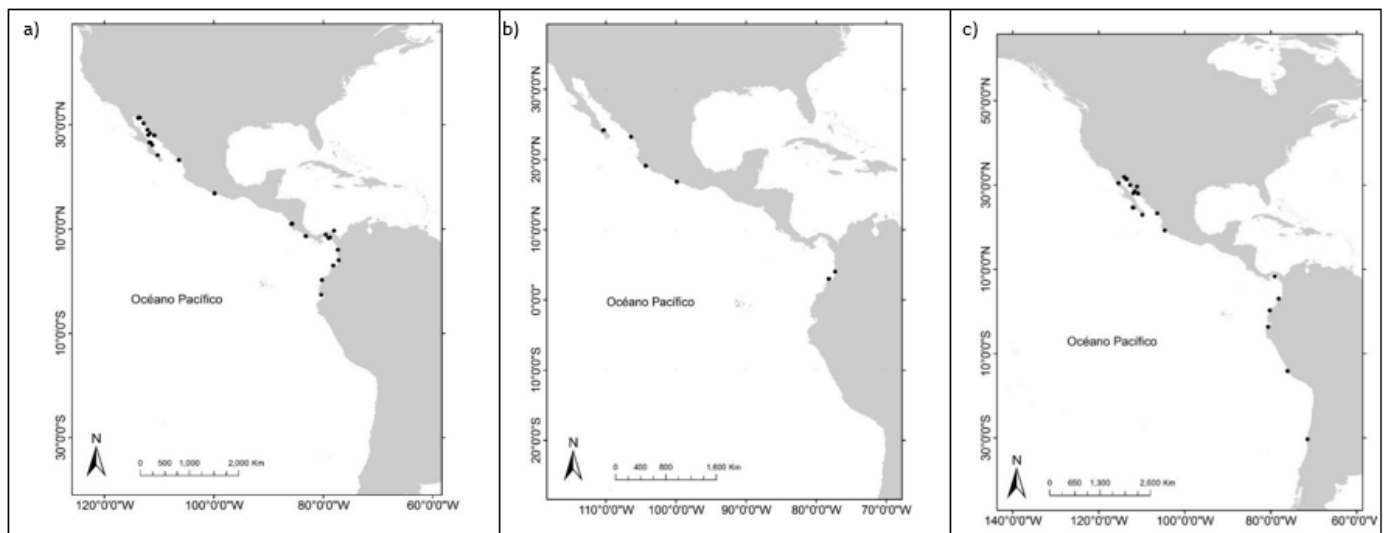 a)
30°0'0"N
10°0'0"N
10°0'0"S
30°0'0"S
Océano Pacífico
N
0 500 1,000 2,000 Km
120°0'0"W 100°0'0"W 80°0'0"W 60°0'0"W
b)
30°0'0"N
20°0'0"N
10°0'0"N
0°0'0"
10°0'0"S
20°0'0"S
Océano Pacífico
N
0 400 800 1,600 Km
110°0'0"W 100°0'0"W 90°0'0"W 80°0'0"W 70°0'0"W
c)
50°0'0"N
30°0'0"N
10°0'0"N
10°0'0"S
30°0'0"S
Océano Pacífico
N
0 650 1,300 2,600 Km
140°0'0"W 120°0'0"W 100°0'0"W 80°0'0"W 60°0'0"W